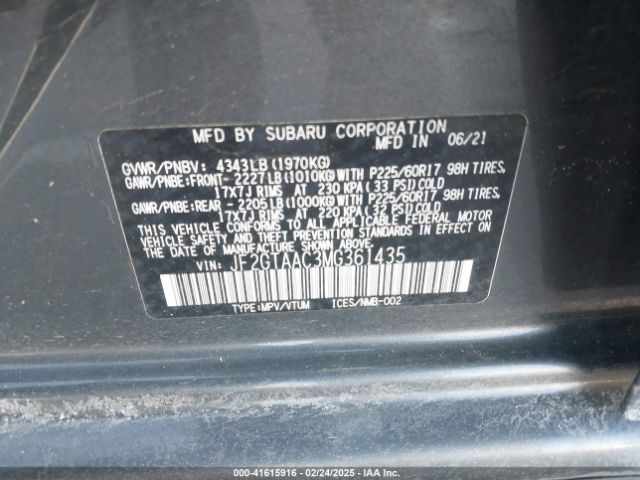 MFD BY SUBARU CORPORATION MFD IN 06/21
GVWR/PNBV: 4343LB(1970KG)
GAWR/PNBE:FRONT- 2227LB(1010KG)WITH P225/60R17 98H TIRES,
17X7J RIMS AT 230 KPA(33 PSI)COLD
GAWR/PNBE:REAR - 2205LB(1000KG)WITH P225/60R17 98H TIRES,
17X7J RIMS AT 220 KPA(32 PSI)COLD
THIS VEHICLE CONFORMS TO ALL APPLICABLE FEDERAL MOTOR
VEHICLE SAFETY AND THEFT PREVENTION STANDARDS IN EFFECT ON THE
DATE OF MANUFACTURE SHOWN ABOVE.
VIN: JF2GTAAC3MG361435
TYPE:MPV/VTUM ICES/NMB-002
000-41615916 - 02/24/2025 - IAA Inc.